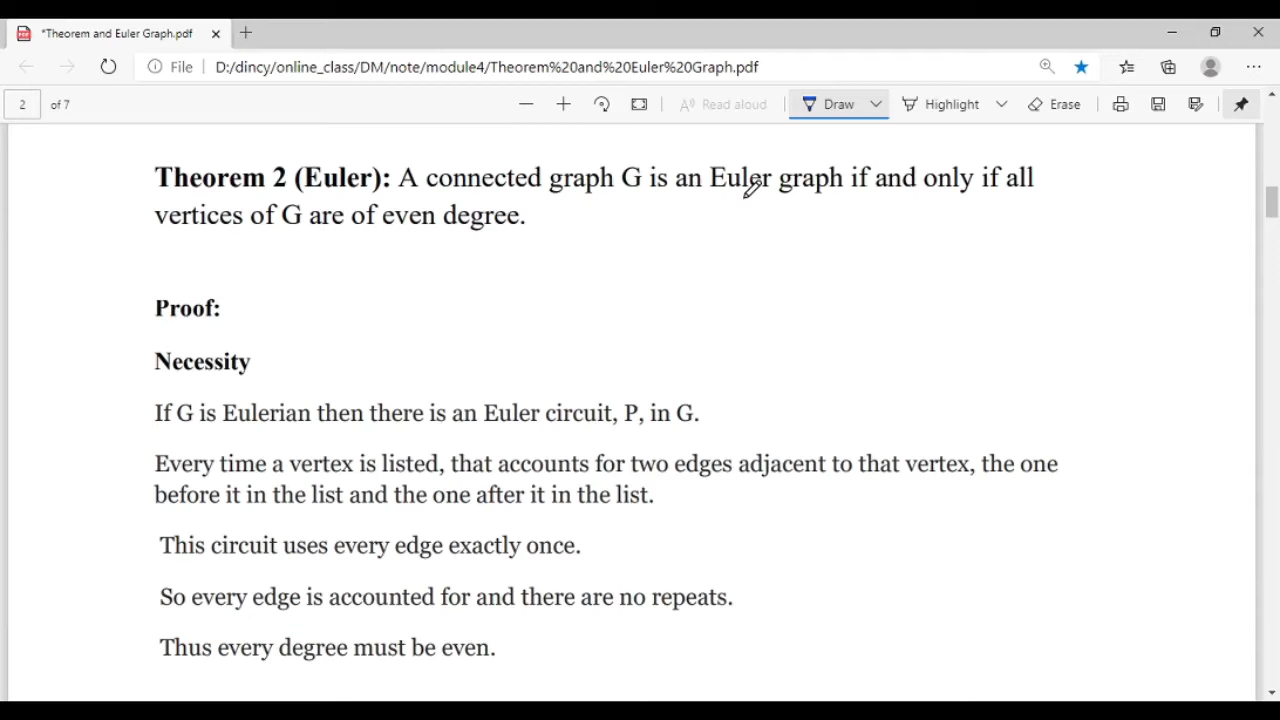 *Theorem and Euler Graph.pdf
File D:/dincy/online_class/DM/note/module4/Theorem%20and%20Euler%20Graph.pdf
2 of 7 Read aloud Draw Highlight Erase
Theorem 2 (Euler): A connected graph G is an Euler graph if and only if all
vertices of G are of even degree.
Proof:
Necessity
If G is Eulerian then there is an Euler circuit, P, in G.
Every time a vertex is listed, that accounts for two edges adjacent to that vertex, the one
before it in the list and the one after it in the list.
This circuit uses every edge exactly once.
So every edge is accounted for and there are no repeats.
Thus every degree must be even.